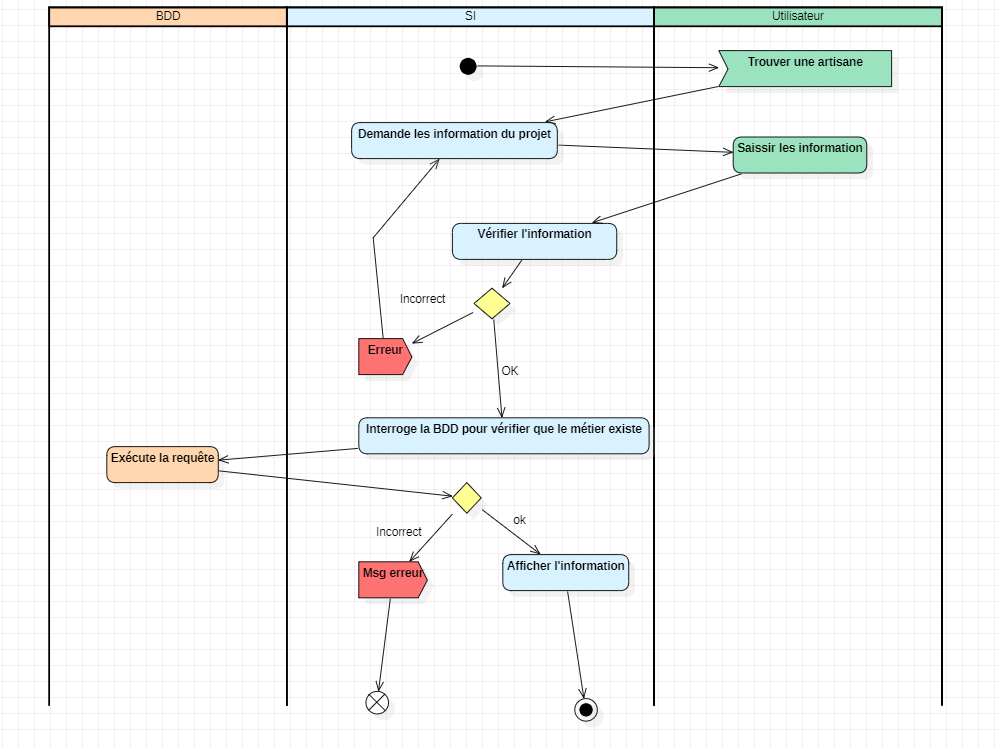 BDD
SI
Utilisateur
Trouver une artisane
Demande les information du projet
Saissir les information
Vérifier l'information
Incorrect
Erreur
OK
Interroge la BDD pour vérifier que le métier existe
Exécute la requête
Incorrect
ok
Msg erreur
Afficher l'information